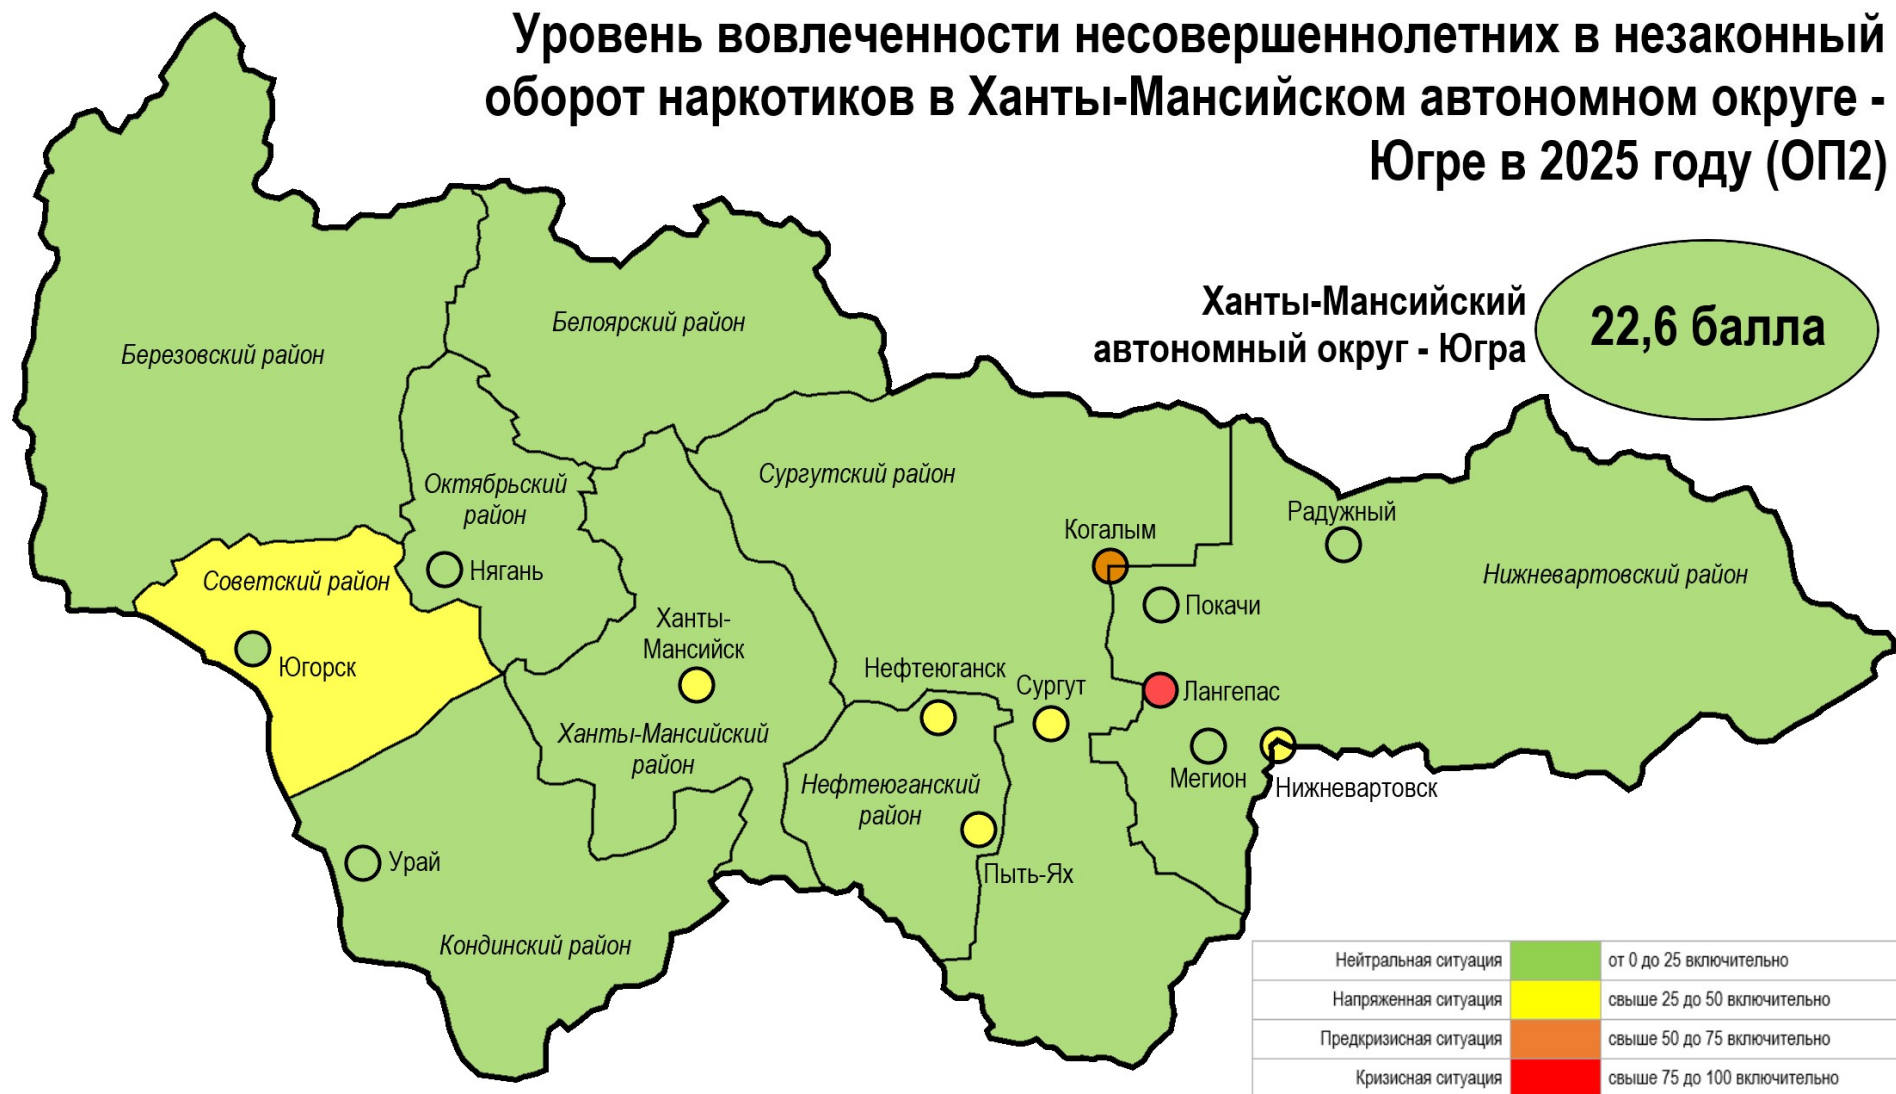 Уровень вовлеченности несовершеннолетних в незаконный
оборот наркотиков в Ханты-Мансийском автономном округе -
Югре в 2025 году (ОП2)
Ханты-Мансийский
автономный округ - Югра
22,6 балла
Белоярский район
Березовский район
Сургутский район
Октябрьский
район
Когалым
Радужный
Нягань
Советский район
Нижневартовский район
Покачи
Ханты-
Мансийск
Югорск
Нефтеюганск
Сургут
Лангепас
Ханты-Мансийский
район
Мегион
Нижневартовск
Нефтеюганский
район
Урай
Пыть-Ях
Кондинский район
Нейтральная ситуация от 0 до 25 включительно
Напряженная ситуация свыше 25 до 50 включительно
Предкризисная ситуация свыше 50 до 75 включительно
Кризисная ситуация свыше 75 до 100 включительно